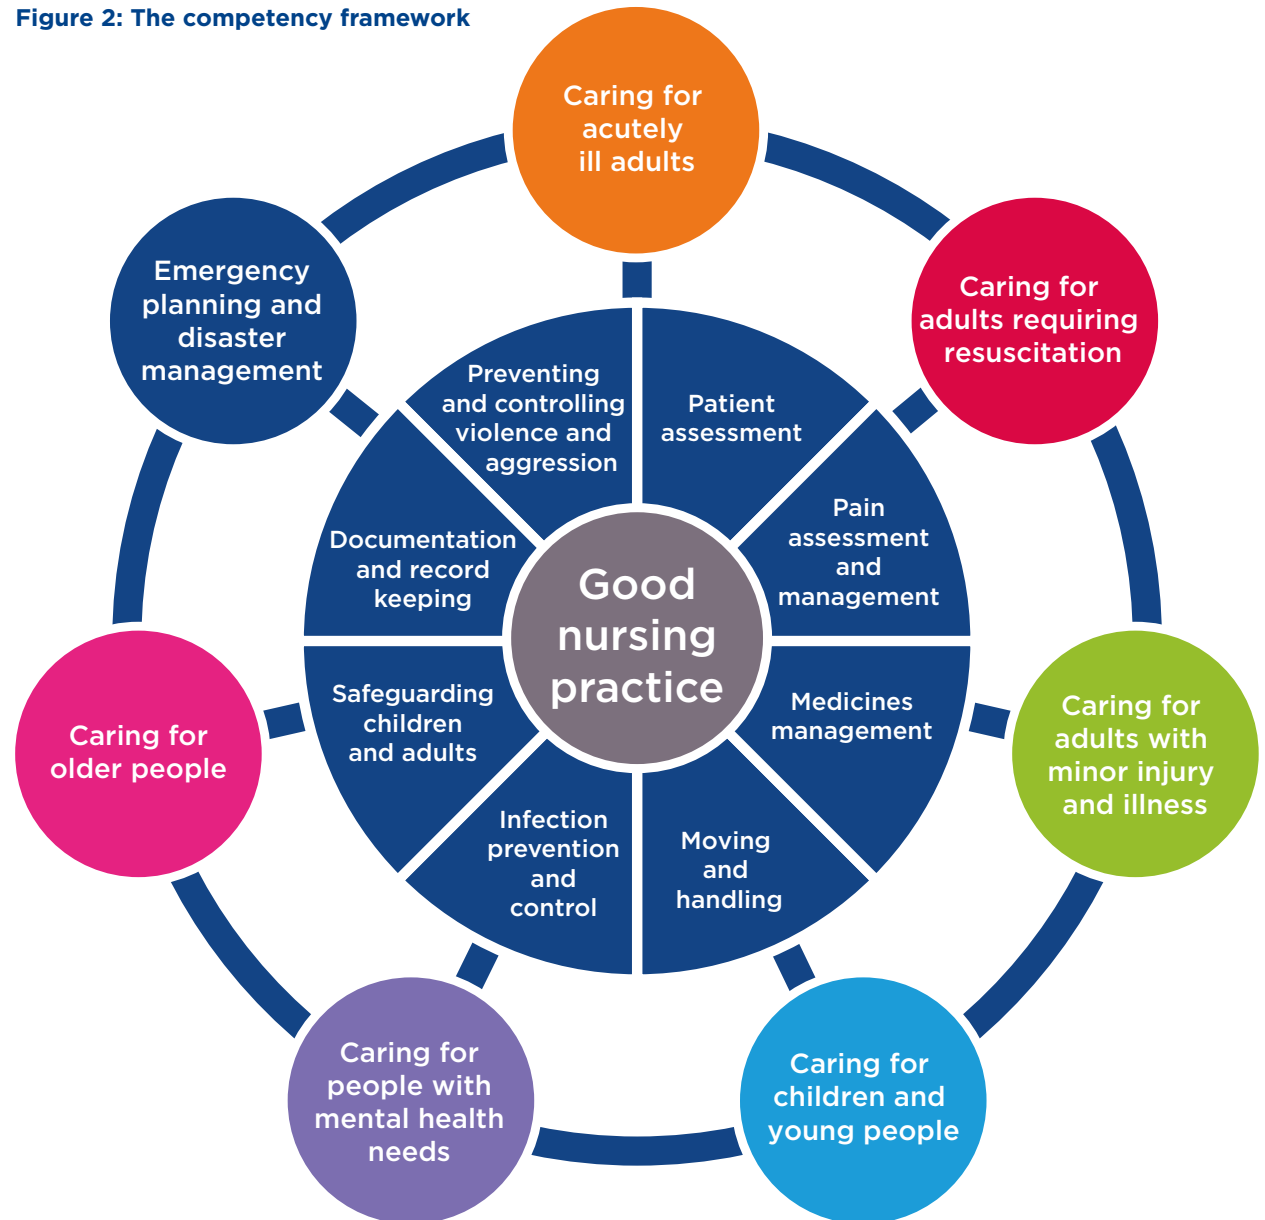 Figure 2: The competency framework
Caring for
acutely
ill adults
Caring for
adults requiring
resuscitation
Caring for
adults with
minor injury
and illness
Caring for
children and
young people
Caring for
people with
mental health
needs
Caring for
older people
Emergency
planning and
disaster
management
Patient
assessment
Pain
assessment
and
management
Medicines
management
Moving
and
handling
Infection
prevention
and
control
Safeguarding
children
and adults
Documentation
and record
keeping
Preventing
and controlling
violence and
aggression
Good
nursing
practice